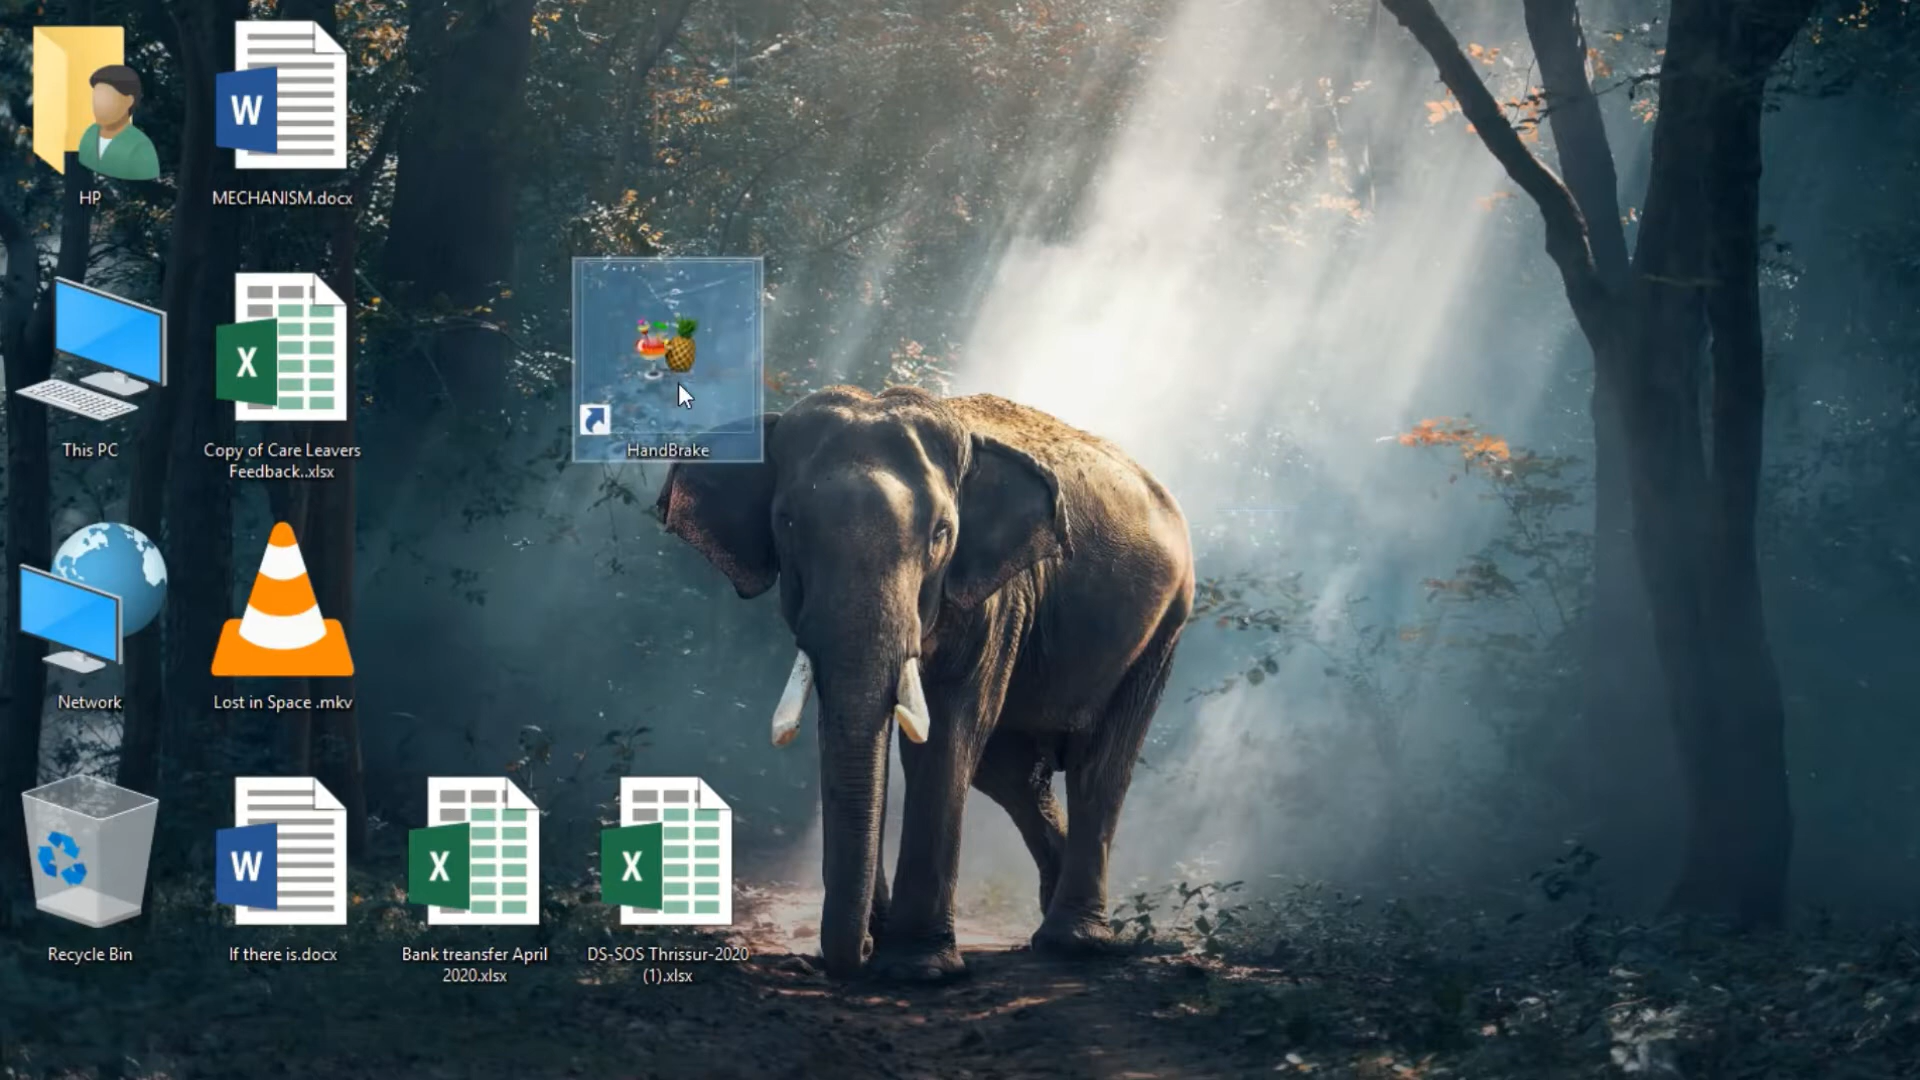 HP
W
MECHANISM.docx
This PC
X
Copy of Care Leavers
Feedback..xlsx
HandBrake
Network
Lost in Space .mkv
Recycle Bin
W
If there is.docx
X
Bank treansfer April
2020.xlsx
X
DS-SOS Thrissur-2020
(1).xlsx